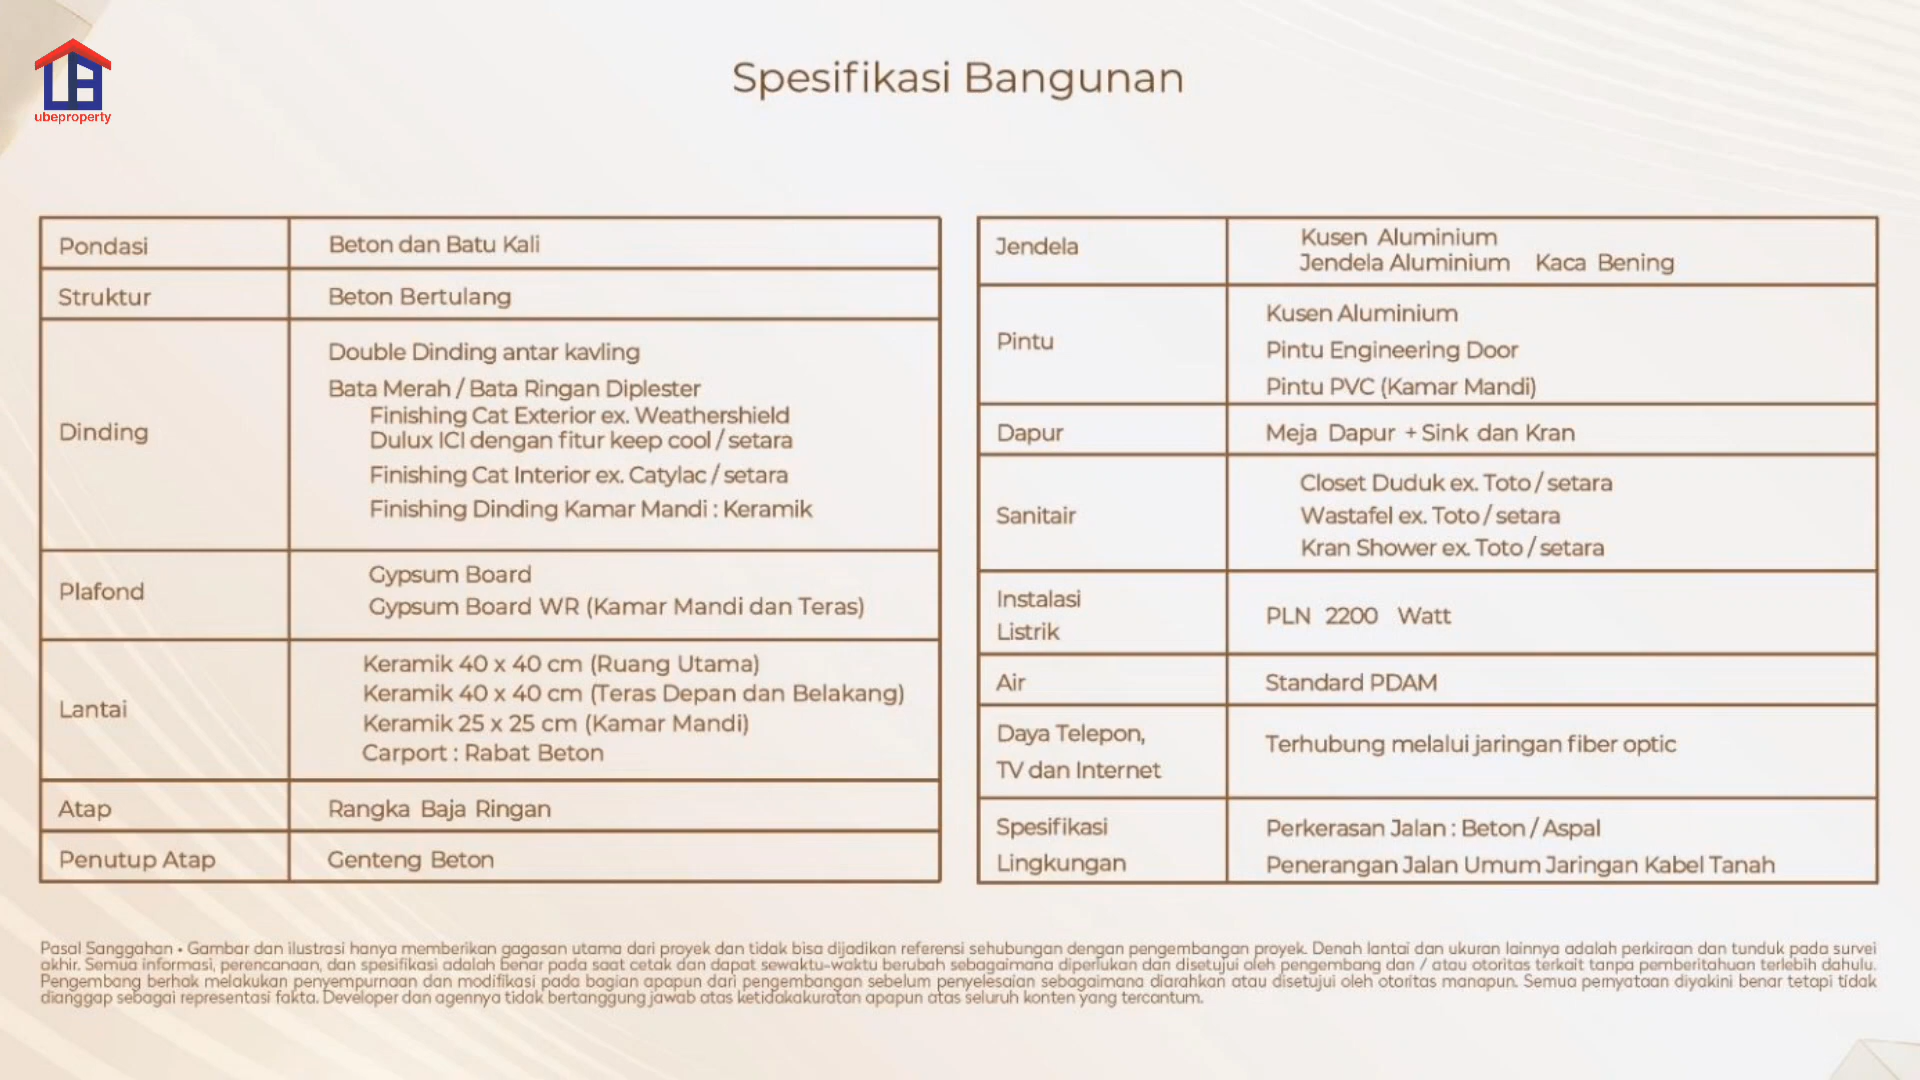 ubeproperty
Spesifikasi Bangunan
Pondasi
Beton dan Batu Kali
Struktur
Beton Bertulang
Dinding
Double Dinding antar kavling
Bata Merah / Bata Ringan Diplester
Finishing Cat Exterior ex. Weathershield
Dulux ICI dengan fitur keep cool / setara
Finishing Cat Interior ex. Catylac / setara
Finishing Dinding Kamar Mandi : Keramik
Plafond
Gypsum Board
Gypsum Board WR (Kamar Mandi dan Teras)
Lantai
Keramik 40 x 40 cm (Ruang Utama)
Keramik 40 x 40 cm (Teras Depan dan Belakang)
Keramik 25 x 25 cm (Kamar Mandi)
Carport : Rabat Beton
Atap
Rangka Baja Ringan
Penutup Atap
Genteng Beton
Jendela
Kusen Aluminium
Jendela Aluminium Kaca Bening
Pintu
Kusen Aluminium
Pintu Engineering Door
Pintu PVC (Kamar Mandi)
Dapur
Meja Dapur + Sink dan Kran
Sanitair
Closet Duduk ex. Toto / setara
Wastafel ex. Toto / setara
Kran Shower ex. Toto / setara
Instalasi
Listrik
PLN 2200 Watt
Air
Standard PDAM
Daya Telepon,
TV dan Internet
Terhubung melalui jaringan fiber optic
Spesifikasi
Lingkungan
Perkerasan Jalan : Beton / Aspal
Penerangan Jalan Umum Jaringan Kabel Tanah
Pasal Sanggahan • Gambar dan ilustrasi hanya memberikan gagasan utama dari proyek dan tidak bisa dijadikan referensi sehubungan dengan pengembangan proyek. Denah lantai dan ukuran lainnya adalah perkiraan dan tunduk pada survei
akhir. Semua informasi, perencanaan, dan spesifikasi adalah benar pada saat cetak dan dapat sewaktu-waktu berubah sebagaimana diperlukan dan disetujui oleh pengembang dan / atau otoritas terkait tanpa pemberitahuan terlebih dahulu.
Pengembang berhak melakukan penyempurnaan dan modifikasi pada bagian apapun dari pengembangan sebelum penyelesaian sebagaimana diarahkan atau disetujui oleh otoritas manapun. Semua pernyataan diyakini benar tetapi tidak
dianggap sebagai representasi fakta. Developer dan agennya tidak bertanggung jawab atas ketidakakuratan apapun atas seluruh konten yang tercantum.